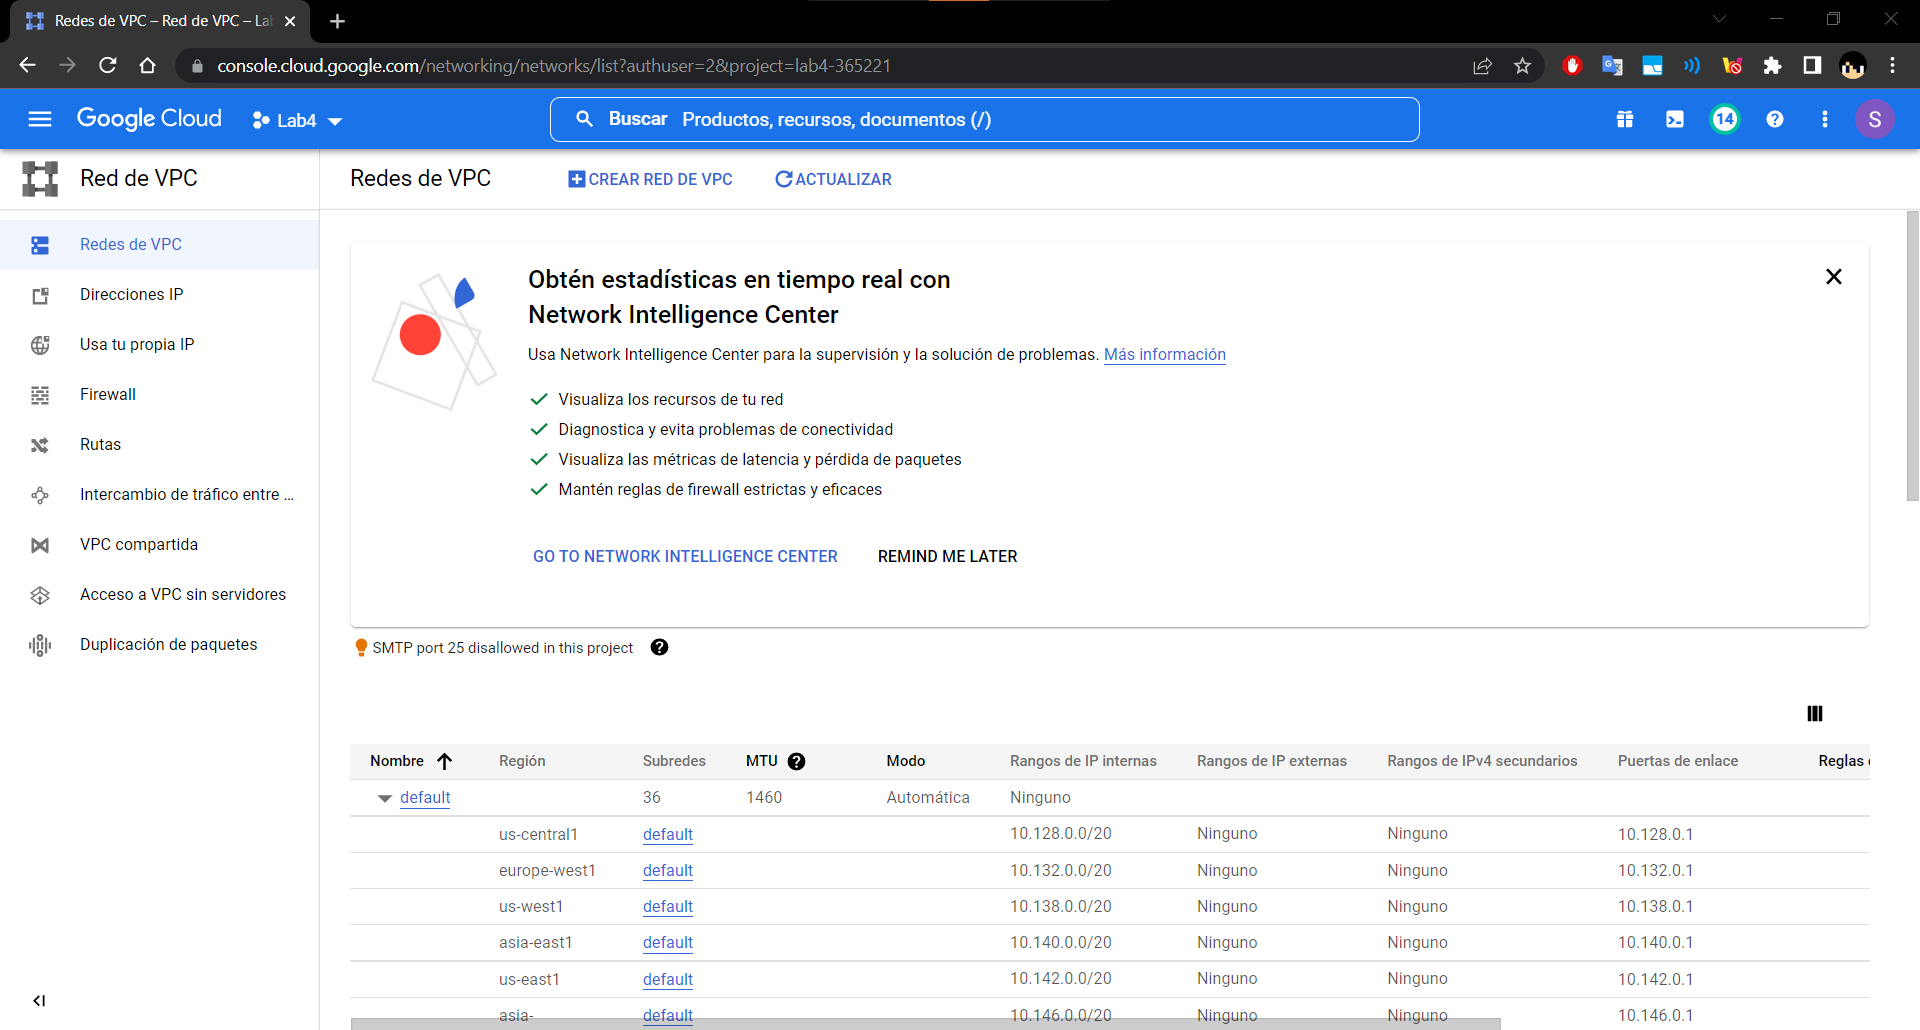 Redes de VPC – Red de VPC – La
console.cloud.google.com/networking/networks/list?authuser=2&project=lab4-365221
Google Cloud
Lab4
Buscar Productos, recursos, documentos (/)
14
S
Red de VPC
Redes de VPC
CREAR RED DE VPC
ACTUALIZAR
Redes de VPC
Direcciones IP
Usa tu propia IP
Firewall
Rutas
Intercambio de tráfico entre ...
VPC compartida
Acceso a VPC sin servidores
Duplicación de paquetes
Obtén estadísticas en tiempo real con
Network Intelligence Center
Usa Network Intelligence Center para la supervisión y la solución de problemas. Más información
Visualiza los recursos de tu red
Diagnostica y evita problemas de conectividad
Visualiza las métricas de latencia y pérdida de paquetes
Mantén reglas de firewall estrictas y eficaces
GO TO NETWORK INTELLIGENCE CENTER REMIND ME LATER
SMTP port 25 disallowed in this project
Nombre Región Subredes MTU Modo Rangos de IP internas Rangos de IP externas Rangos de IPv4 secundarios Puertas de enlace Reglas
default 36 1460 Automática Ninguno
us-central1 default 10.128.0.0/20 Ninguno Ninguno 10.128.0.1
europe-west1 default 10.132.0.0/20 Ninguno Ninguno 10.132.0.1
us-west1 default 10.138.0.0/20 Ninguno Ninguno 10.138.0.1
asia-east1 default 10.140.0.0/20 Ninguno Ninguno 10.140.0.1
us-east1 default 10.142.0.0/20 Ninguno Ninguno 10.142.0.1
asia- default 10.146.0.0/20 Ninguno Ninguno 10.146.0.1